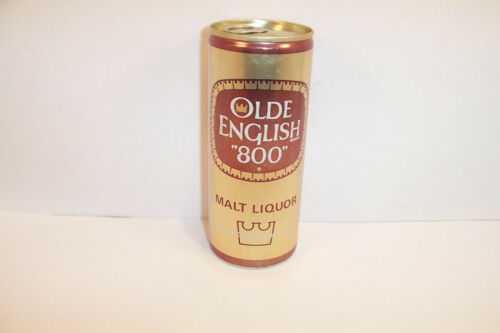 OLDE
ENGLISH
"800"
MALT LIQUOR